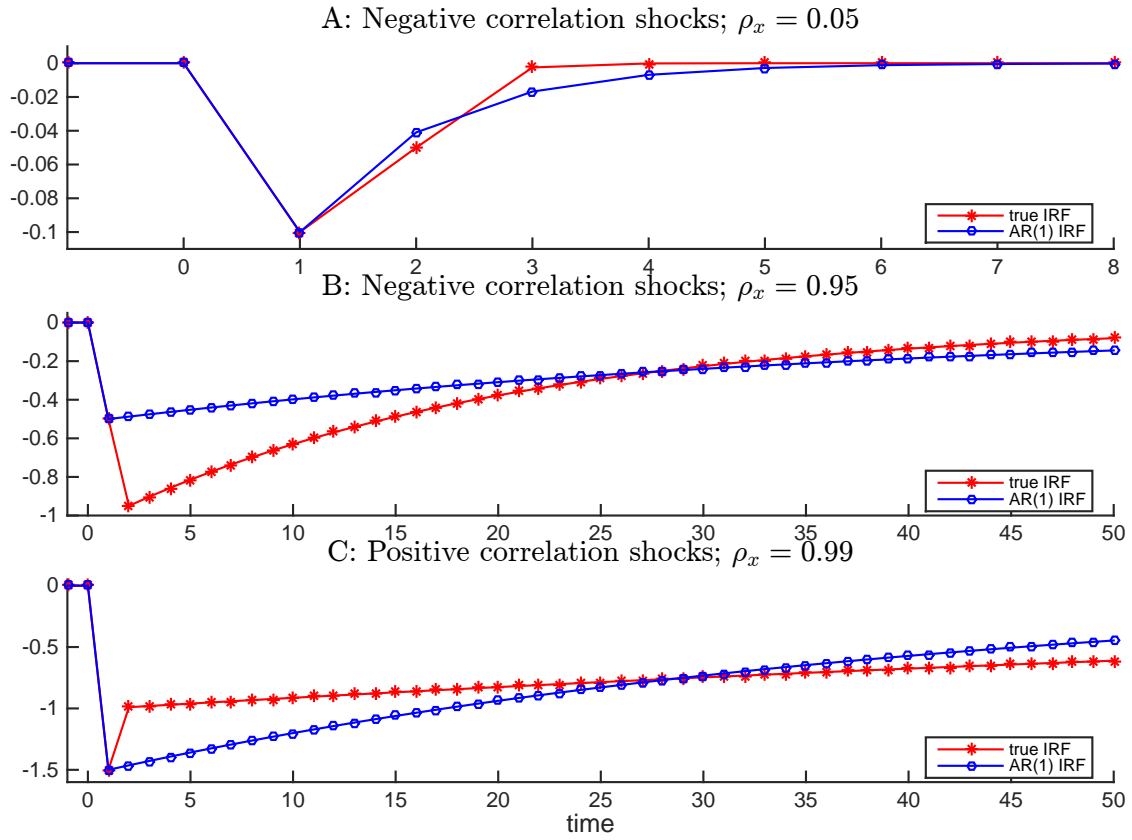 A: Negative correlation shocks; ρₓ = 0.05
0
-0.02
-0.04
-0.06
-0.08
-0.1
true IRF
AR(1) IRF
0 1 2 3 4 5 6 7 8
B: Negative correlation shocks; ρₓ = 0.95
0
-0.2
-0.4
-0.6
-0.8
-1
true IRF
AR(1) IRF
0 5 10 15 20 25 30 35 40 45 50
C: Positive correlation shocks; ρₓ = 0.99
0
-0.5
-1
-1.5
true IRF
AR(1) IRF
0 5 10 15 20 25 30 35 40 45 50
time